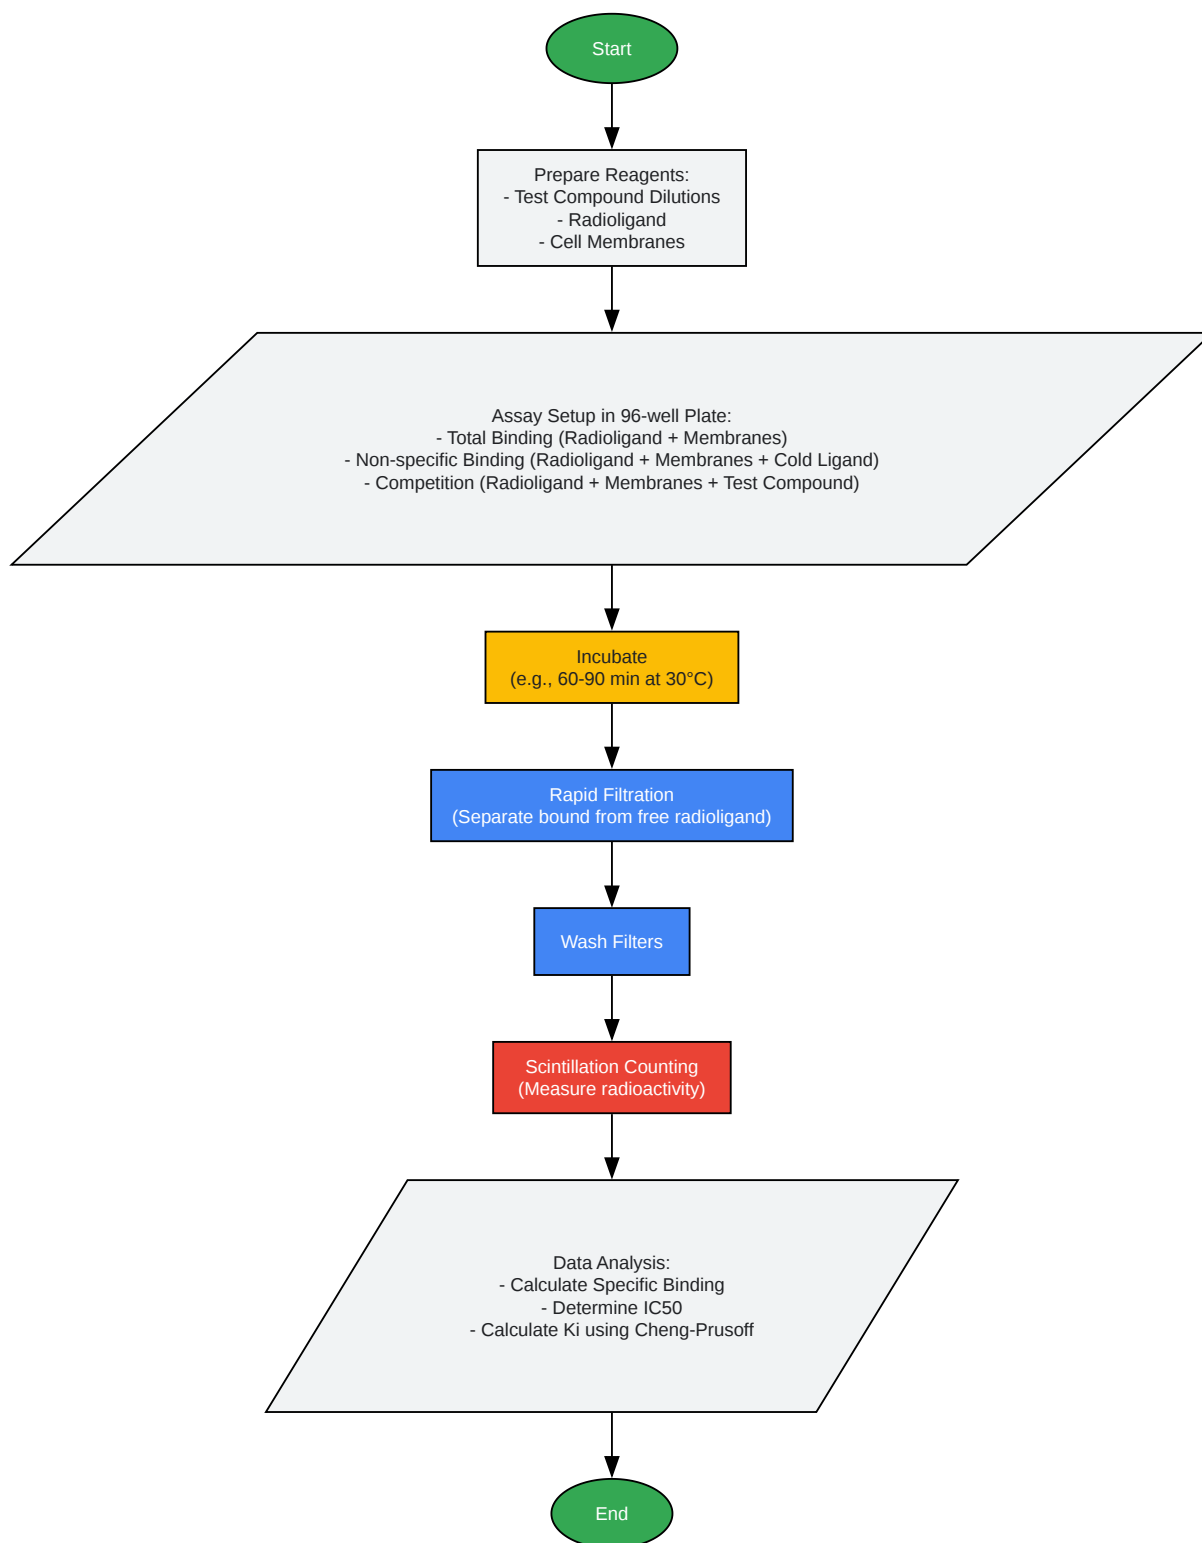 Start
Prepare Reagents:
- Test Compound Dilutions
- Radioligand
- Cell Membranes
Assay Setup in 96-well Plate:
- Total Binding (Radioligand + Membranes)
- Non-specific Binding (Radioligand + Membranes + Cold Ligand)
- Competition (Radioligand + Membranes + Test Compound)
Incubate
(e.g., 60-90 min at 30°C)
Rapid Filtration
(Separate bound from free radioligand)
Wash Filters
Scintillation Counting
(Measure radioactivity)
Data Analysis:
- Calculate Specific Binding
- Determine IC50
- Calculate Ki using Cheng-Prusoff
End